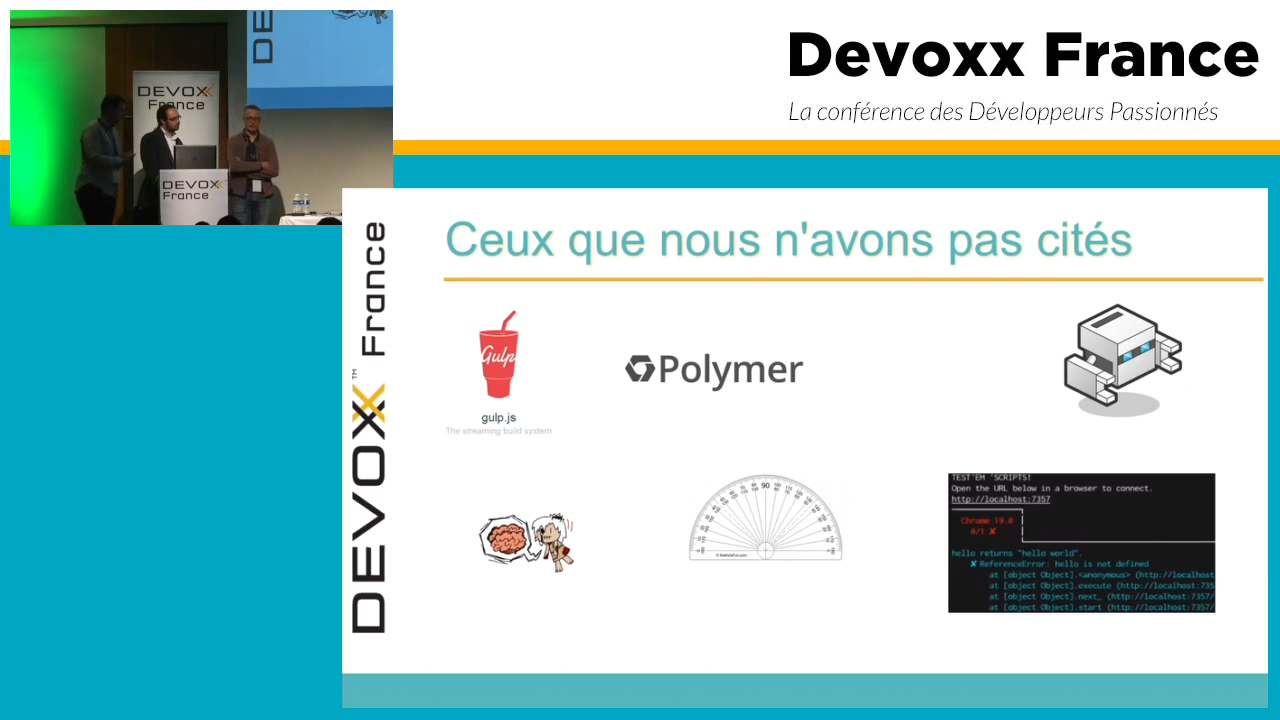 Devoxx France
La conférence des Développeurs Passionnés
DE
DEVOXX
France
DEVOXX
France
DEVOXX™ France
Ceux que nous n'avons pas cités
Gulp
gulp.js
The streaming build system
Polymer
90
TEST'EM 'SCRIPTS!
Open the URL below in a browser to connect.
http://localhost:7357
Chrome 19.0
0/1 ✘
hello returns "hello world".
✘ ReferenceError: hello is not defined
at [object Object].<anonymous> (http://localhost
at [object Object].execute (http://localhost:735
at [object Object].next_ (http://localhost:7357/
at [object Object].start (http://localhost:7357/